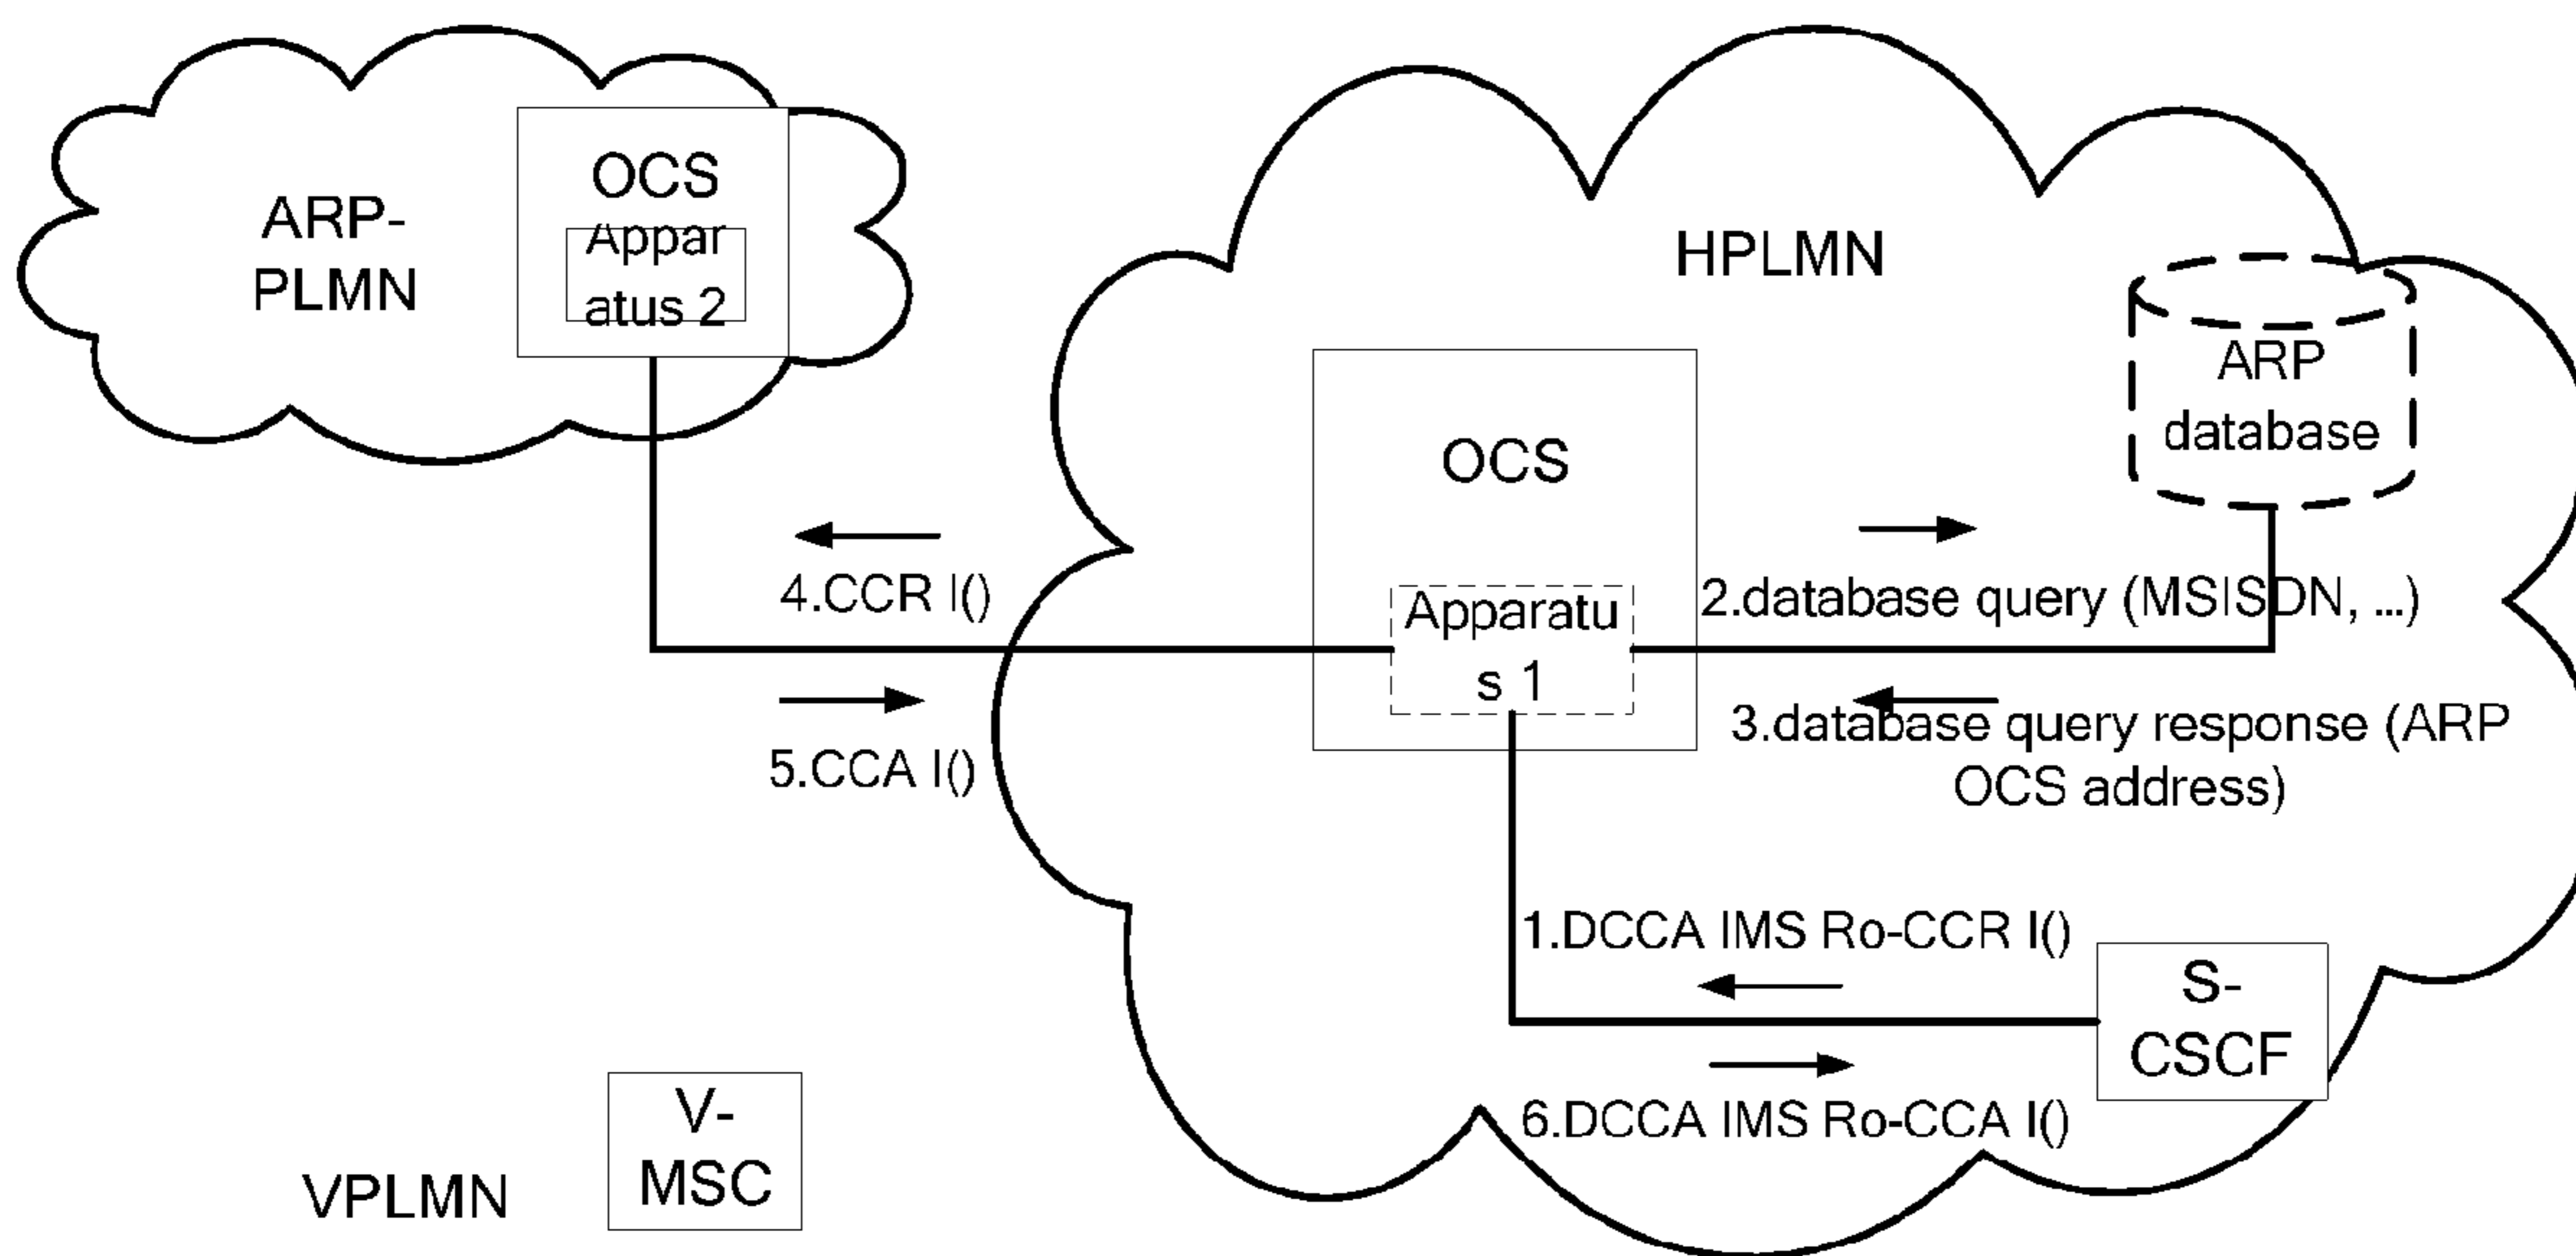 ARP-
PLMN
OCS
Appar
atus 2
HPLMN
ARP
database
OCS
Apparatu
s 1
4.CCR I()
5.CCA I()
2.database query (MSISDN, ...)
3.database query response (ARP
OCS address)
1.DCCA IMS Ro-CCR I()
6.DCCA IMS Ro-CCA I()
S-
CSCF
V-
MSC
VPLMN